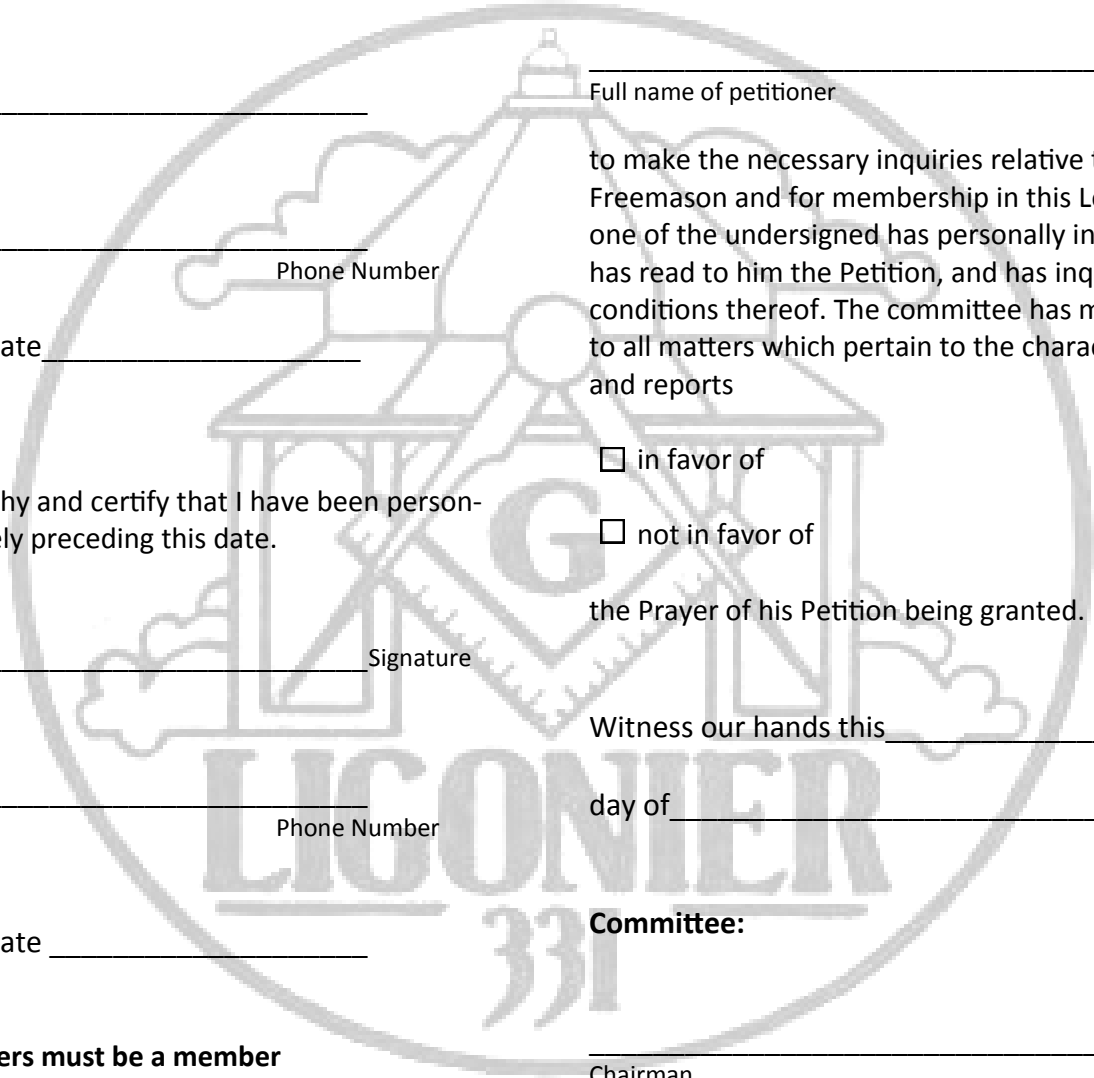 Phone Number
ate
hy and certify that I have been person-
ely preceding this date.
Signature
Phone Number
ate
ers must be a member
Full name of petitioner
to make the necessary inquiries relative t
Freemason and for membership in this L
one of the undersigned has personally in
has read to him the Petition, and has inq
conditions thereof. The committee has m
to all matters which pertain to the charac
and reports
in favor of
not in favor of
the Prayer of his Petition being granted.
Witness our hands this
day of
Committee:
Chairman
G
LIGONIER
331